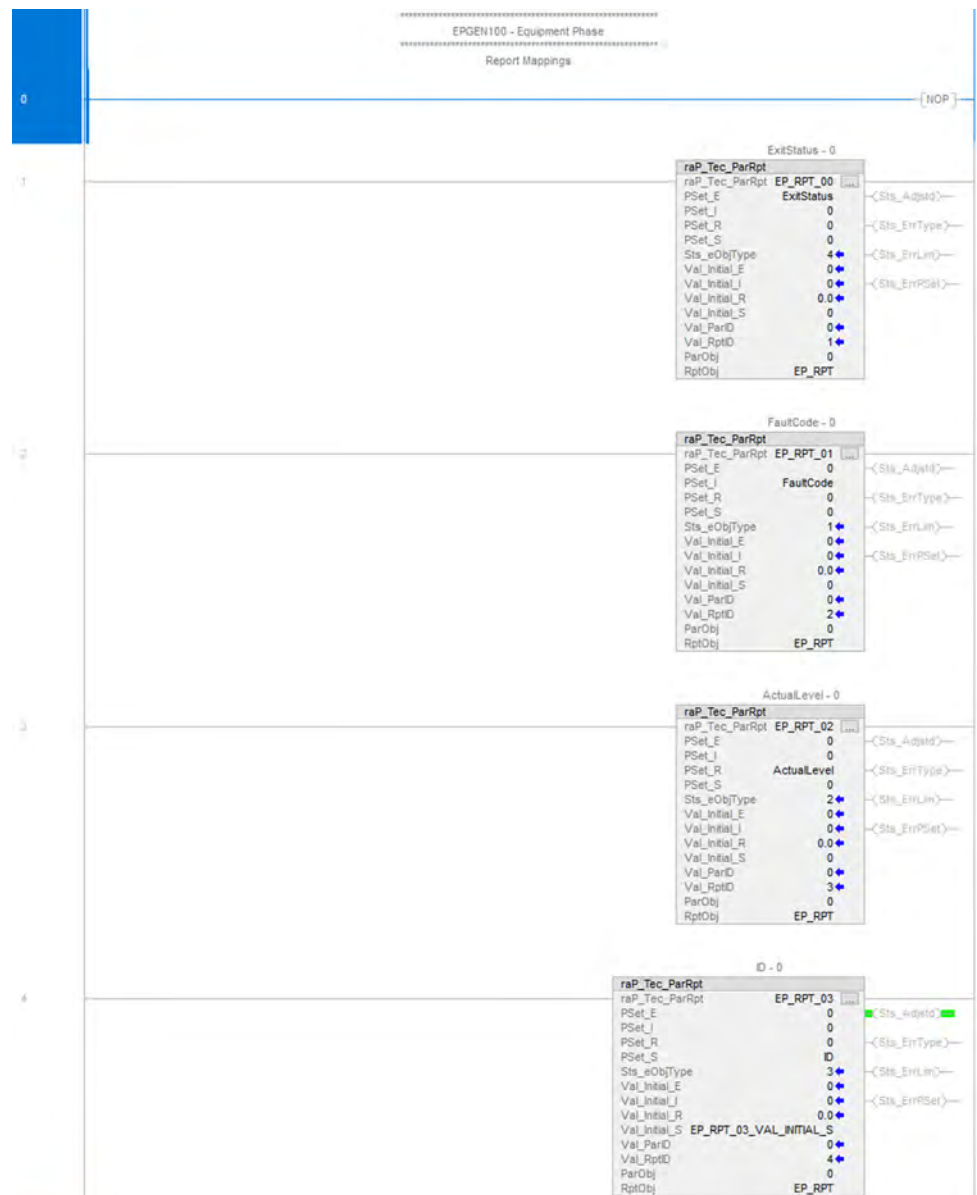 ************************************************************
EPGEN100 - Equipment Phase
************************************************************
Report Mappings
0
[NOP]
ExitStatus - 0
raP_Tec_ParRpt
1
raP_Tec_ParRpt EP_RPT_00 ...
PSet_E ExitStatus (Sts_Adjstd)
PSet_I 0
PSet_R 0 (Sts_ErrType)
PSet_S 0
Sts_eObjType 4 (Sts_ErrLim)
Val_Initial_E 0
Val_Initial_I 0 (Sts_ErrPSet)
Val_Initial_R 0.0
Val_Initial_S 0
Val_ParID 0
Val_RptID 1
ParObj 0
RptObj EP_RPT
FaultCode - 0
raP_Tec_ParRpt
2
raP_Tec_ParRpt EP_RPT_01 ...
PSet_E 0 (Sts_Adjstd)
PSet_I FaultCode
PSet_R 0 (Sts_ErrType)
PSet_S 0
Sts_eObjType 1 (Sts_ErrLim)
Val_Initial_E 0
Val_Initial_I 0 (Sts_ErrPSet)
Val_Initial_R 0.0
Val_Initial_S 0
Val_ParID 0
Val_RptID 2
ParObj 0
RptObj EP_RPT
ActualLevel - 0
raP_Tec_ParRpt
3
raP_Tec_ParRpt EP_RPT_02 ...
PSet_E 0 (Sts_Adjstd)
PSet_I 0
PSet_R ActualLevel (Sts_ErrType)
PSet_S 0
Sts_eObjType 2 (Sts_ErrLim)
Val_Initial_E 0
Val_Initial_I 0 (Sts_ErrPSet)
Val_Initial_R 0.0
Val_Initial_S 0
Val_ParID 0
Val_RptID 3
ParObj 0
RptObj EP_RPT
ID - 0
raP_Tec_ParRpt
4
raP_Tec_ParRpt EP_RPT_03 ...
PSet_E 0 (Sts_Adjstd)
PSet_I 0
PSet_R 0 (Sts_ErrType)
PSet_S ID
Sts_eObjType 3 (Sts_ErrLim)
Val_Initial_E 0
Val_Initial_I 0 (Sts_ErrPSet)
Val_Initial_R 0.0
Val_Initial_S EP_RPT_03_VAL_INITIAL_S
Val_ParID 0
Val_RptID 4
ParObj 0
RptObj EP_RPT